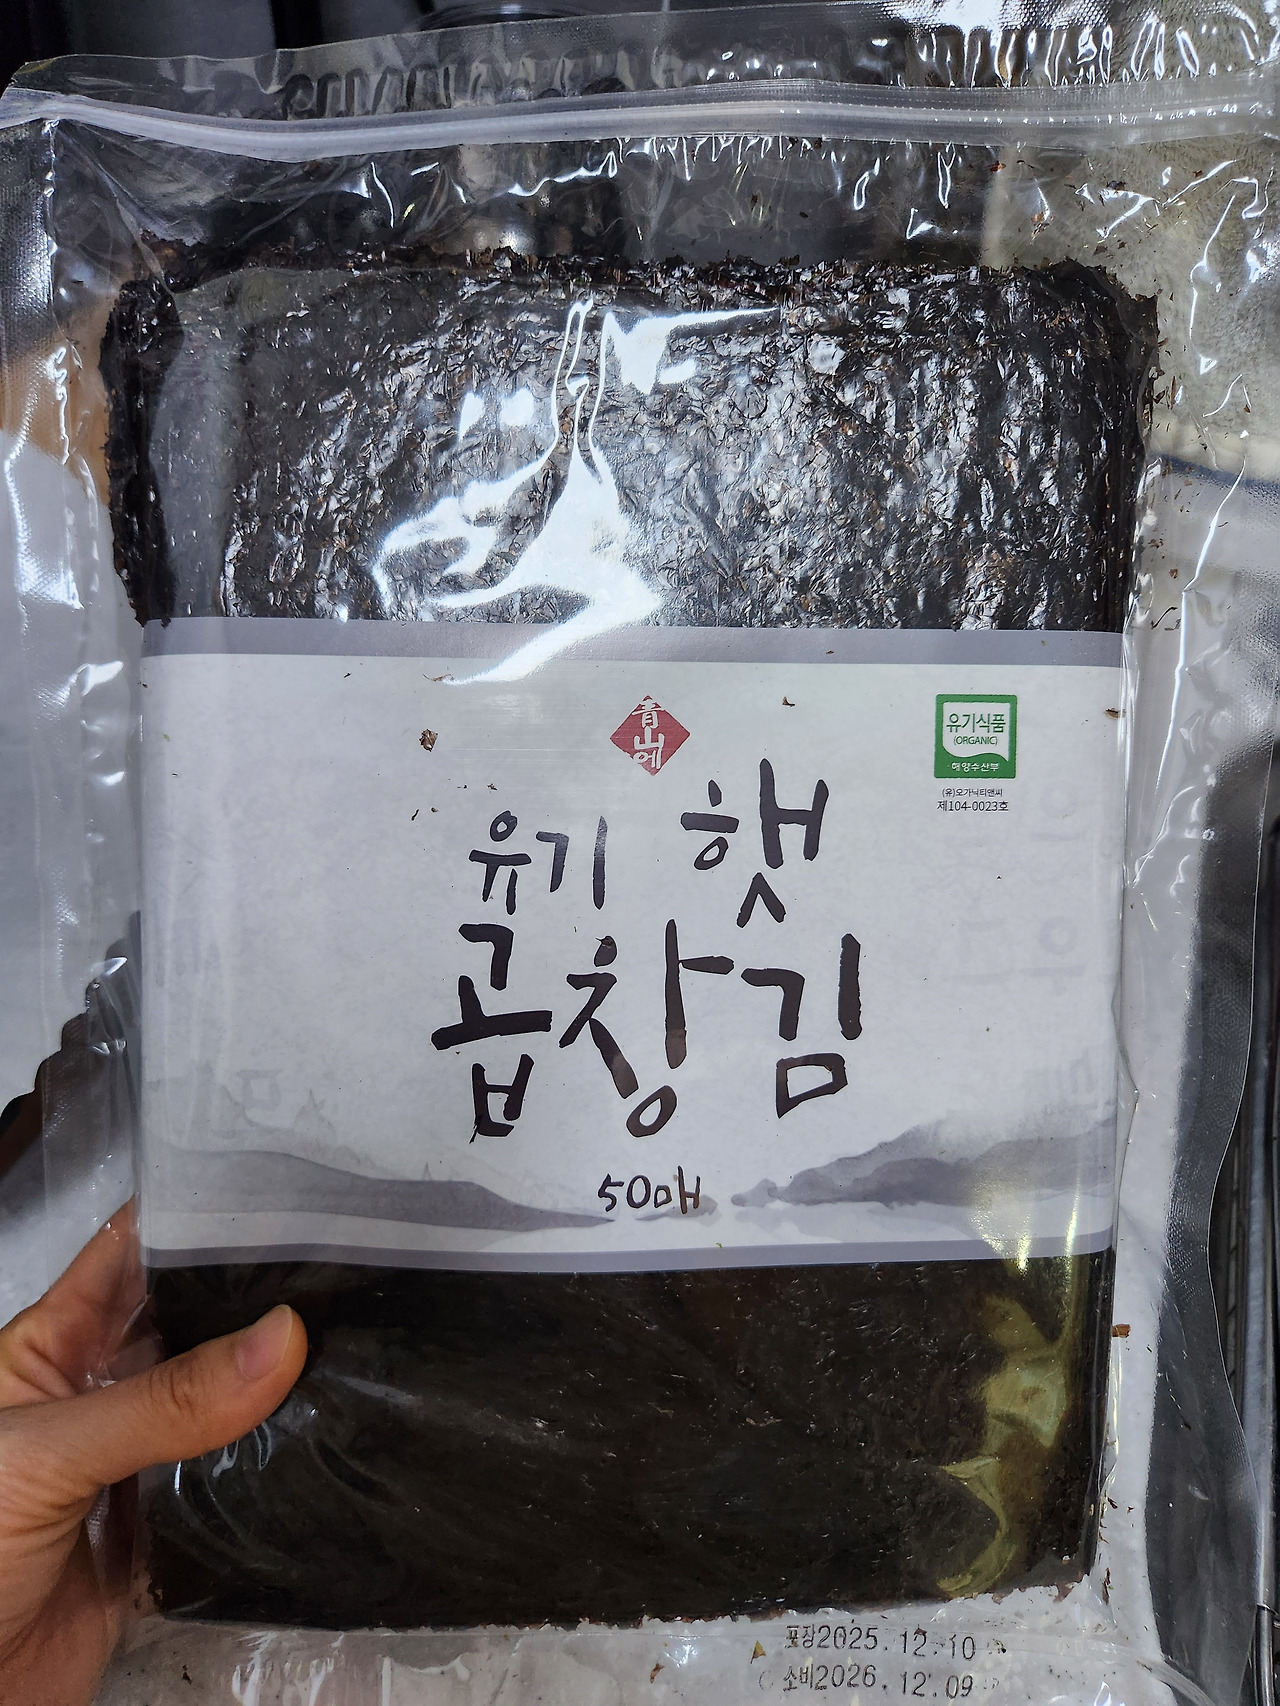 青
山
에
유기식품
(ORGANIC)
해양수산부
(유)오가닉티앤씨
제104-0023호
유기 햇
곱창김
50매
포장2025.12.10
소비2026.12.09